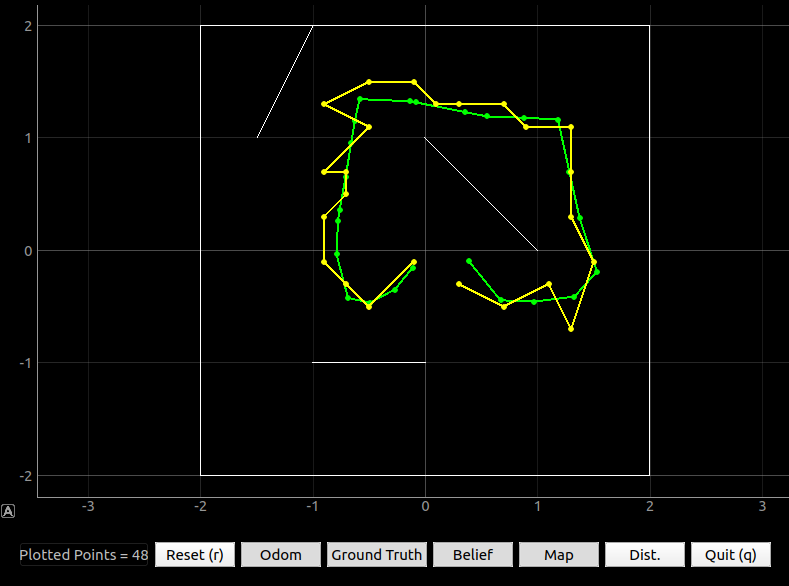 2
1
0
-1
-2
-3 -2 -1 0 1 2 3
A
Plotted Points = 48 Reset (r) Odom Ground Truth Belief Map Dist. Quit (q)